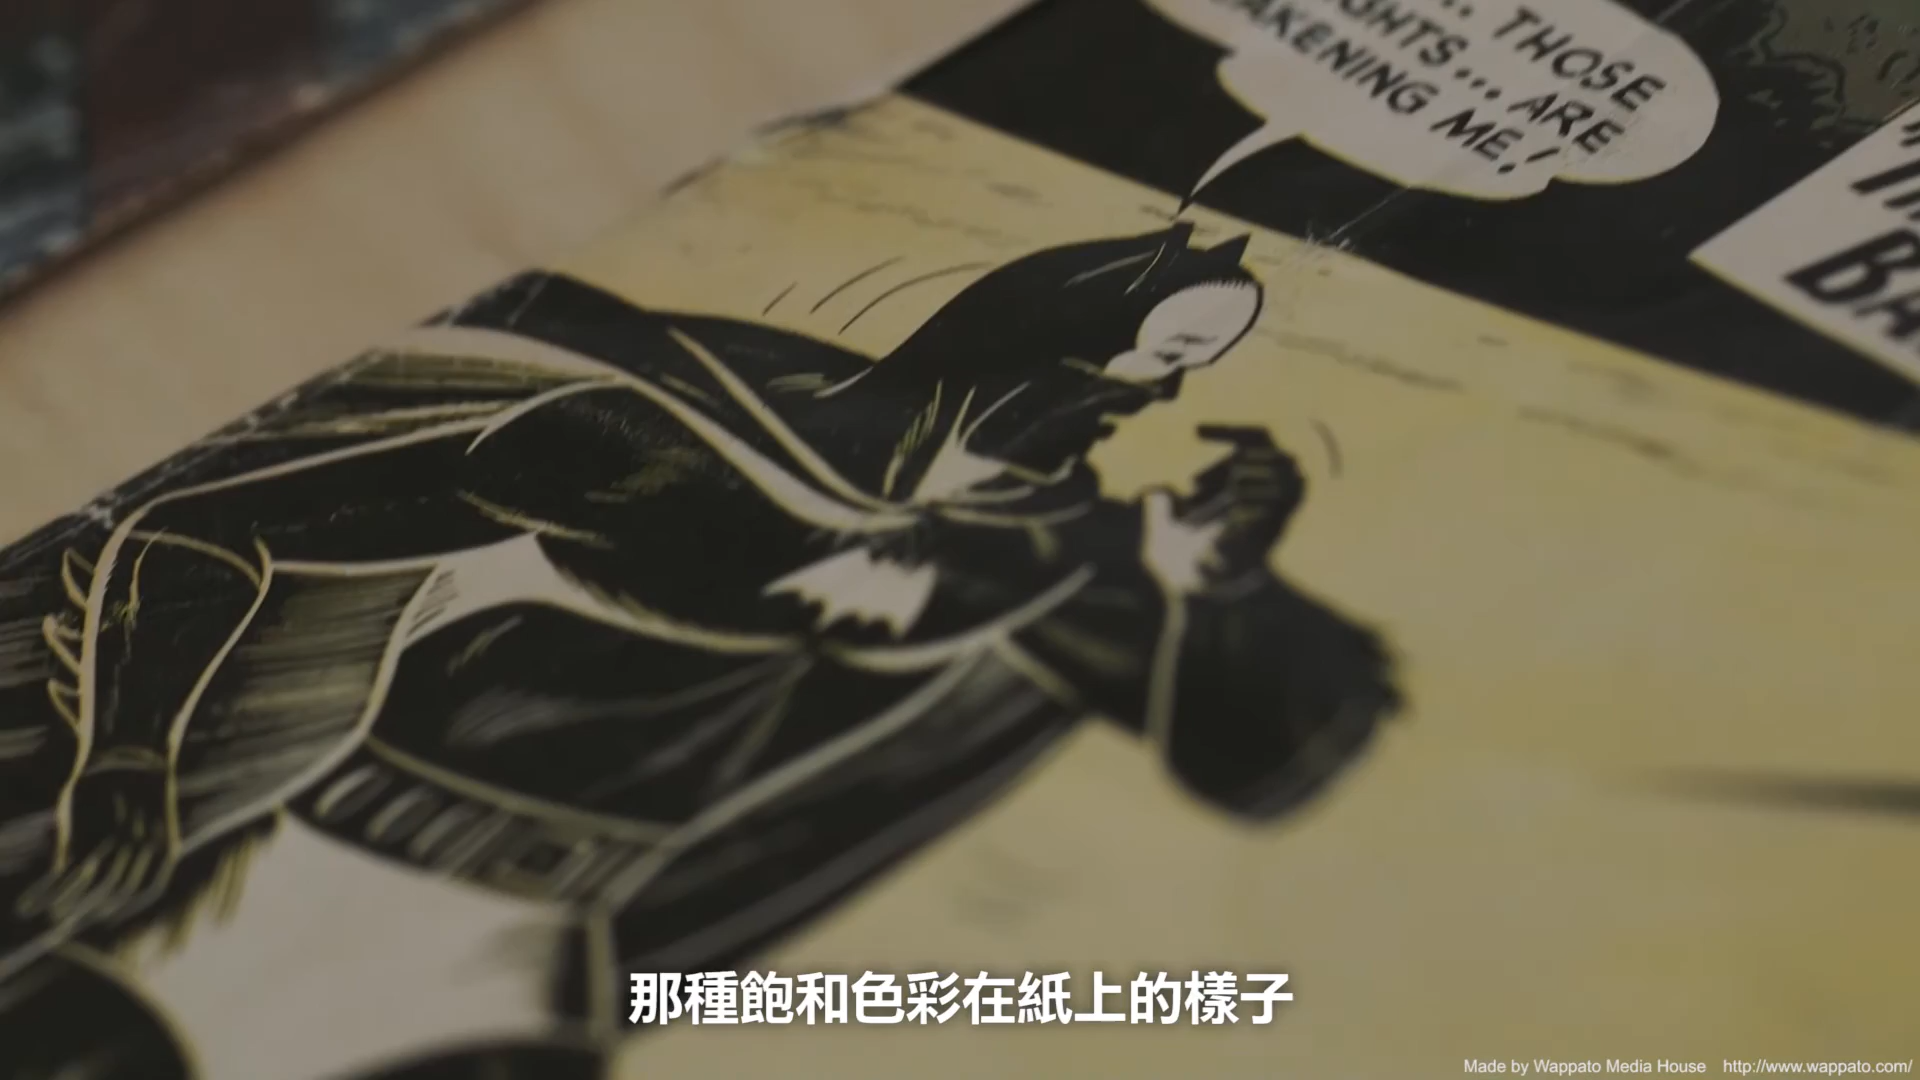 THOSE
ARE
ME!
那種飽和色彩在紙上的樣子
Made by Wappato Media House http://www.wappato.com/